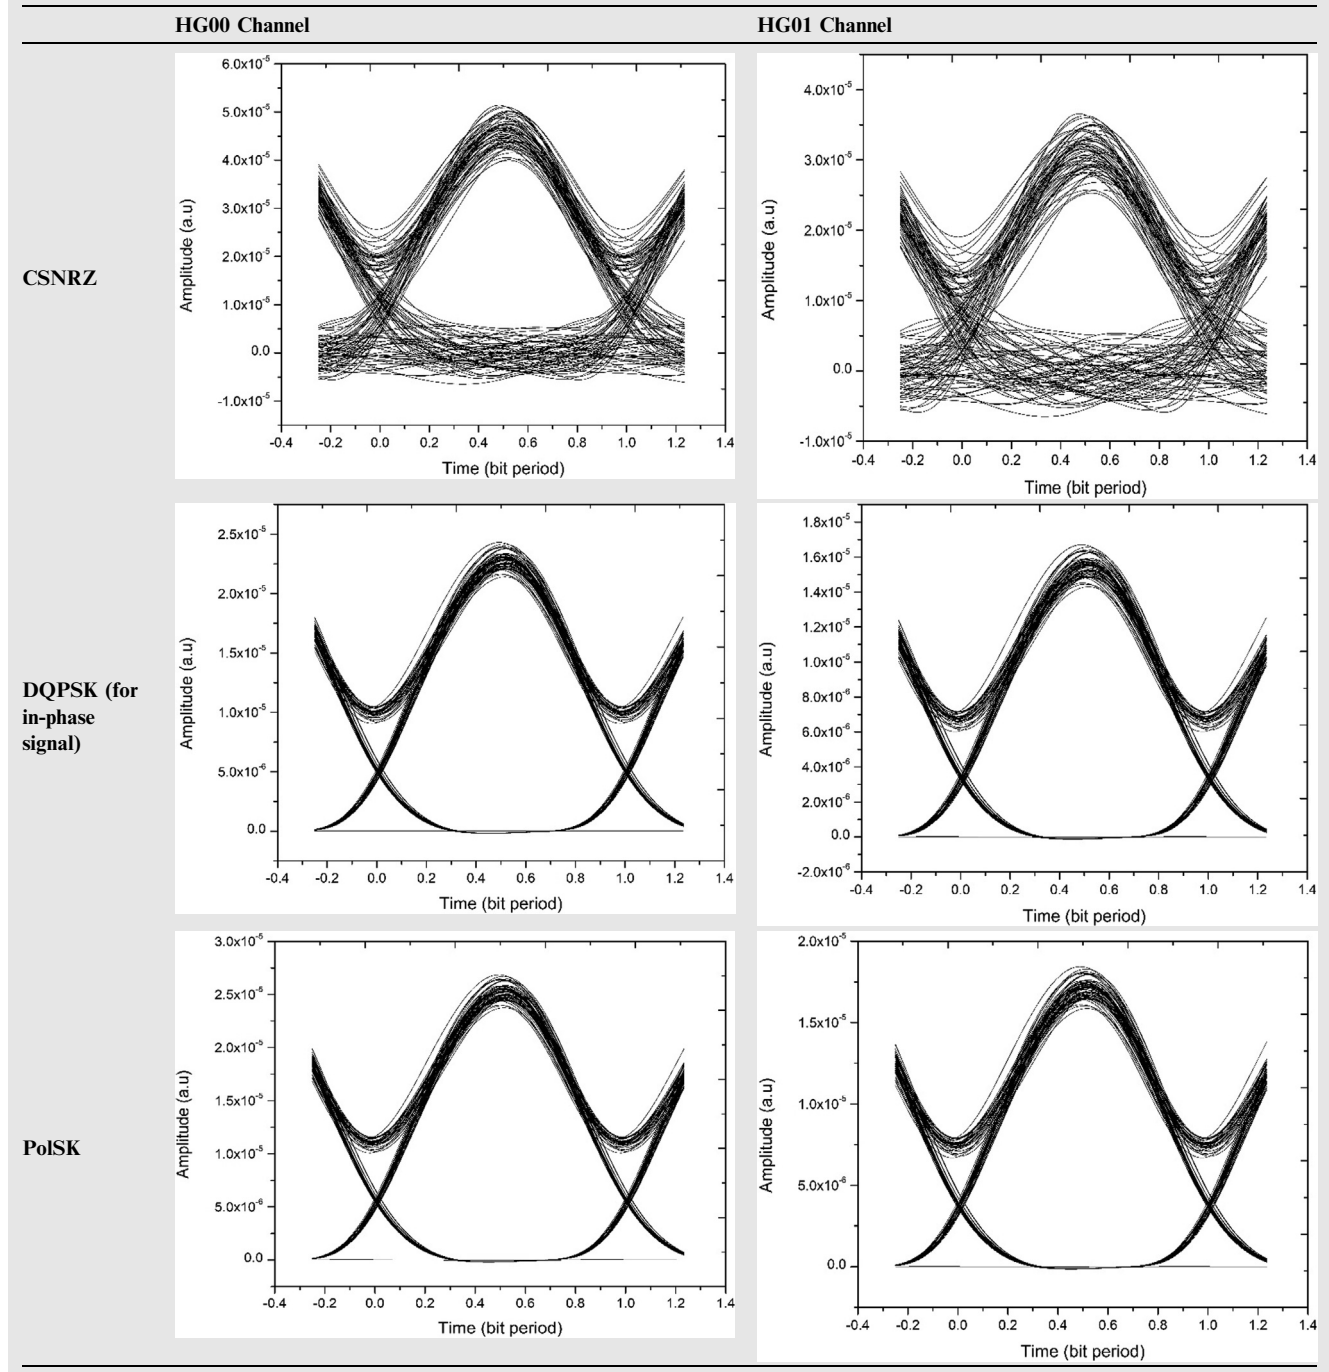 HG00 Channel HG01 Channel
CSNRZ
6.0x10⁻⁵
5.0x10⁻⁵
4.0x10⁻⁵
3.0x10⁻⁵
2.0x10⁻⁵
1.0x10⁻⁵
0.0
-1.0x10⁻⁵
Amplitude (a.u)
-0.4 -0.2 0.0 0.2 0.4 0.6 0.8 1.0 1.2 1.4
Time (bit period)
4.0x10⁻⁵
3.0x10⁻⁵
2.0x10⁻⁵
1.0x10⁻⁵
0.0
-1.0x10⁻⁵
Amplitude (a.u)
-0.4 -0.2 0.0 0.2 0.4 0.6 0.8 1.0 1.2 1.4
Time (bit period)
DQPSK (for
in-phase
signal)
2.5x10⁻⁵
2.0x10⁻⁵
1.5x10⁻⁵
1.0x10⁻⁵
5.0x10⁻⁶
0.0
Amplitude (a.u)
-0.4 -0.2 0.0 0.2 0.4 0.6 0.8 1.0 1.2 1.4
Time (bit period)
1.8x10⁻⁵
1.6x10⁻⁵
1.4x10⁻⁵
1.2x10⁻⁵
1.0x10⁻⁵
8.0x10⁻⁶
6.0x10⁻⁶
4.0x10⁻⁶
2.0x10⁻⁶
0.0
-2.0x10⁻⁶
Amplitude (a.u)
-0.4 -0.2 0.0 0.2 0.4 0.6 0.8 1.0 1.2 1.4
Time (bit period)
PolSK
3.0x10⁻⁵
2.5x10⁻⁵
2.0x10⁻⁵
1.5x10⁻⁵
1.0x10⁻⁵
5.0x10⁻⁶
0.0
Amplitude (a.u)
-0.4 -0.2 0.0 0.2 0.4 0.6 0.8 1.0 1.2 1.4
Time (bit period)
2.0x10⁻⁵
1.5x10⁻⁵
1.0x10⁻⁵
5.0x10⁻⁶
0.0
Amplitude (a.u)
-0.4 -0.2 0.0 0.2 0.4 0.6 0.8 1.0 1.2 1.4
Time (bit period)